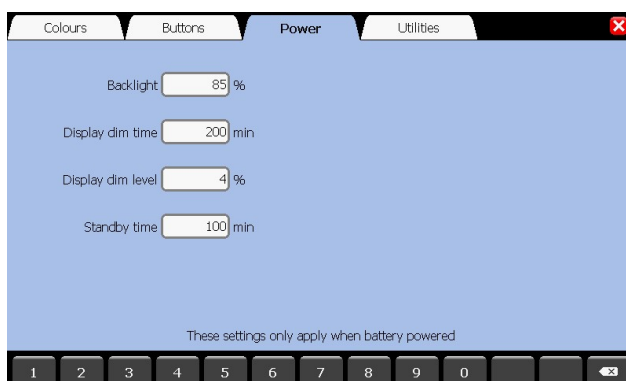 Colours Buttons Power Utilities
Backlight 85 %
Display dim time 200 min
Display dim level 4 %
Standby time 100 min
These settings only apply when battery powered
1 2 3 4 5 6 7 8 9 0